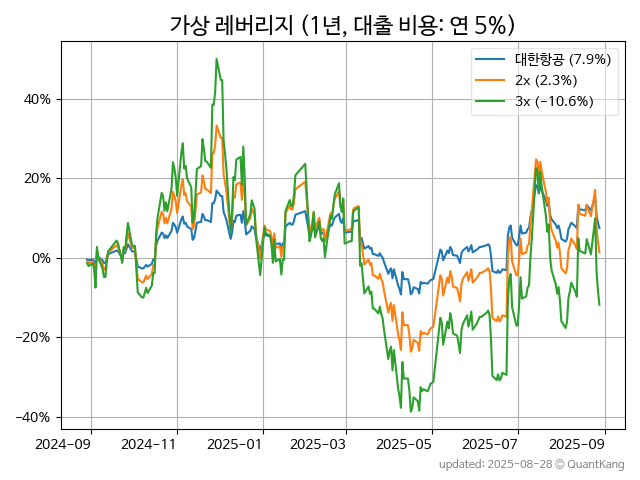 가상 레버리지 (1년, 대출 비용: 연 5%)
대한항공 (7.9%)
2x (2.3%)
3x (−10.6%)
40%
20%
0%
−20%
−40%
2024-09
2024-11
2025-01
2025-03
2025-05
2025-07
2025-09
updated: 2025-08-28 © QuantKang